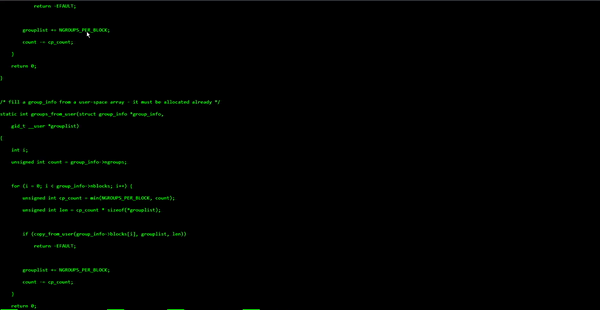 return -EFAULT;
grouplist += NGROUPS_PER_BLOCK;
count -= cp_count;
}
return 0;
}
/* fill a group_info from a user-space array - it must be allocated already */
static int groups_from_user(struct group_info *group_info,
gid_t __user *grouplist)
{
int i;
unsigned int count = group_info->ngroups;
for (i = 0; i < group_info->nblocks; i++) {
unsigned int cp_count = min(NGROUPS_PER_BLOCK, count);
unsigned int len = cp_count * sizeof(*grouplist);
if (copy_from_user(group_info->blocks[i], grouplist, len))
return -EFAULT;
grouplist += NGROUPS_PER_BLOCK;
count -= cp_count;
}
return 0;